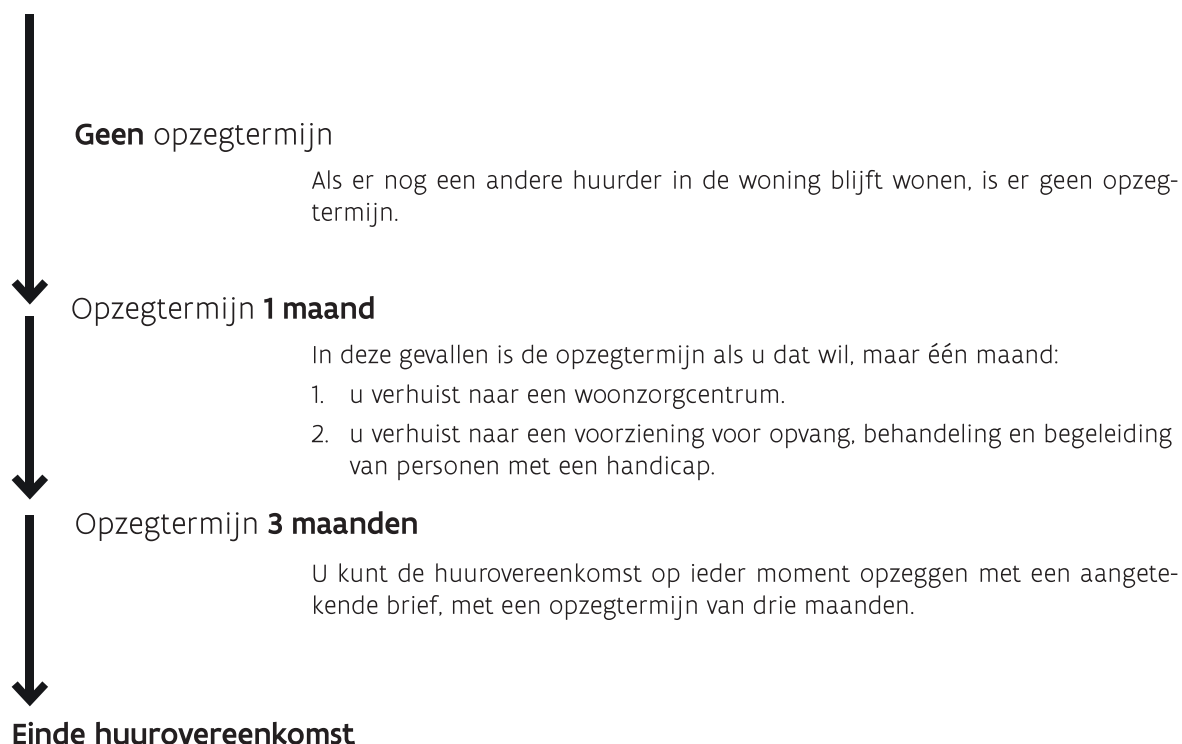 Geen opzegtermijn
Als er nog een andere huurder in de woning blijft wonen, is er geen opzeg-
termijn.
Opzegtermijn 1 maand
In deze gevallen is de opzegtermijn als u dat wil, maar één maand:
1. u verhuist naar een woonzorgcentrum.
2. u verhuist naar een voorziening voor opvang, behandeling en begeleiding
van personen met een handicap.
Opzegtermijn 3 maanden
U kunt de huurovereenkomst op ieder moment opzeggen met een aangete-
kende brief, met een opzegtermijn van drie maanden.
Einde huurovereenkomst